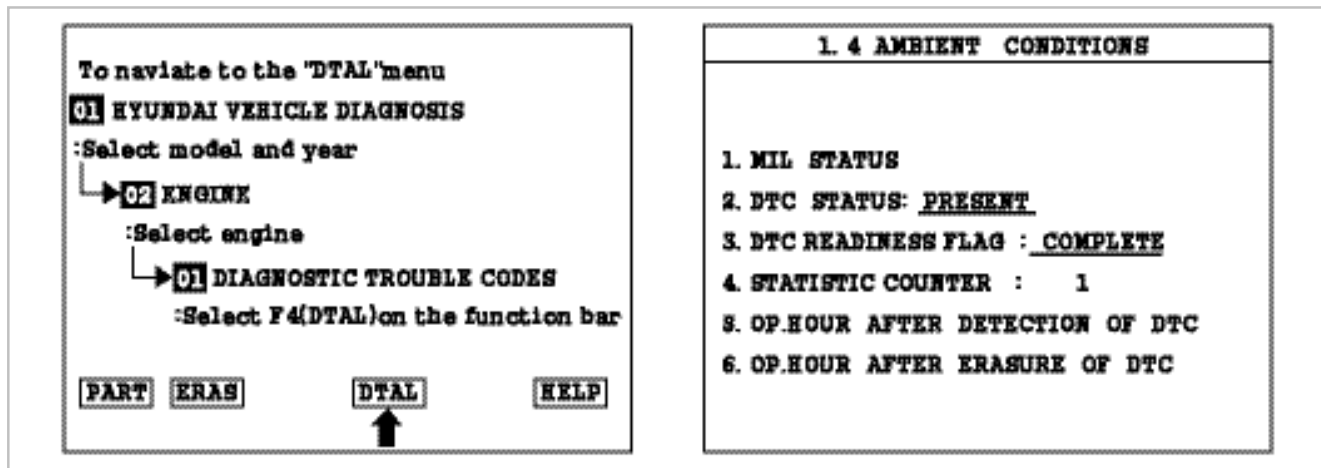 To naviate to the "DTAL"menu
01 HYUNDAI VEHICLE DIAGNOSIS
:Select model and year
02 ENGINE
:Select engine
01 DIAGNOSTIC TROUBLE CODES
:Select F4(DTAL)on the function bar
PART ERAS DTAL HELP
1.4 AMBIENT CONDITIONS
1. MIL STATUS
2. DTC STATUS: PRESENT
3. DTC READINESS FLAG : COMPLETE
4. STATISTIC COUNTER : 1
5. OP.HOUR AFTER DETECTION OF DTC
6. OP.HOUR AFTER ERASURE OF DTC